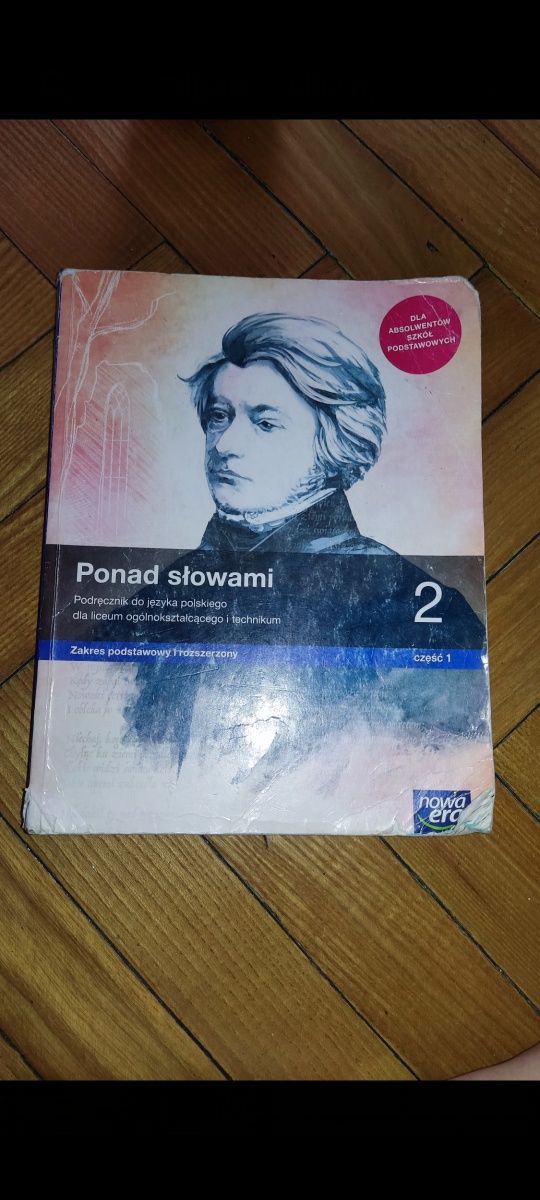 DLA
ABSOLWENTÓW
SZKÓŁ
PODSTAWOWYCH
Ponad słowami
Podręcznik do języka polskiego
dla liceum ogólnokształcącego i technikum
2
Zakres podstawowy i rozszerzony
część 1
nowa
era